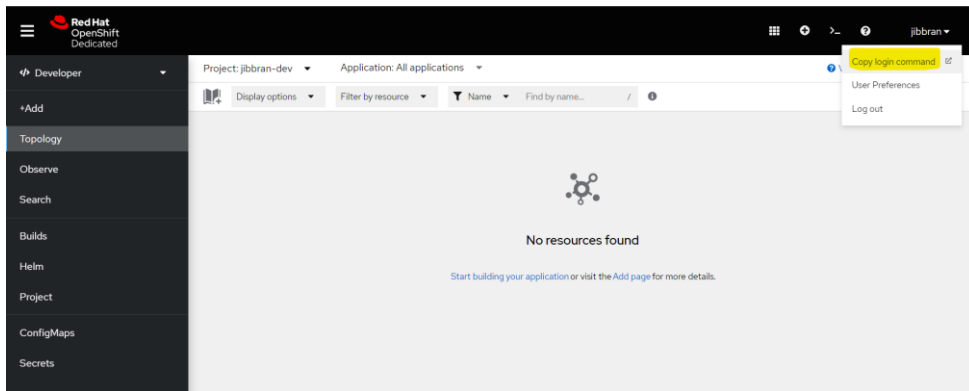 Red Hat
OpenShift
Dedicated
jibbran
Developer
Project: jibbran-dev
Application: All applications
Copy login command
User Preferences
Log out
Display options
Filter by resource
Name
Find by name...
/
+Add
Topology
Observe
Search
Builds
Helm
Project
ConfigMaps
Secrets
No resources found
Start building your application or visit the Add page for more details.